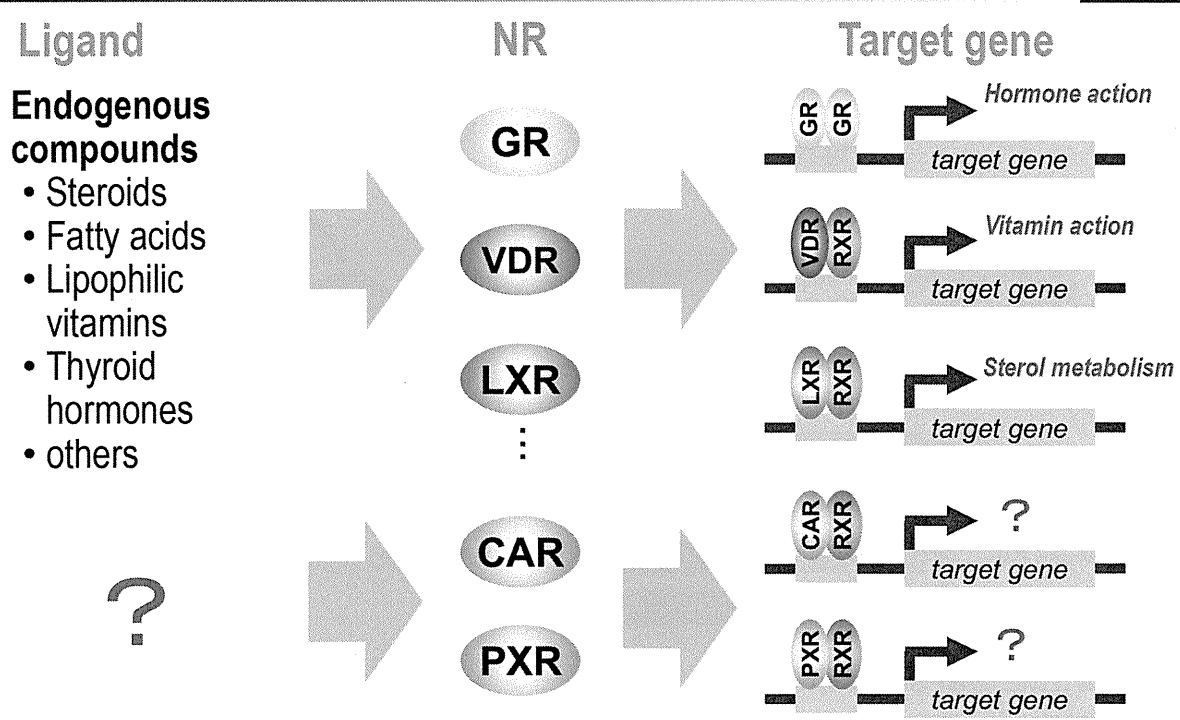 Ligand
NR
Target gene
Endogenous
compounds
• Steroids
• Fatty acids
• Lipophilic
vitamins
• Thyroid
hormones
• others
?
GR
VDR
LXR
⋮
CAR
PXR
GR GR
Hormone action
target gene
VDR RXR
Vitamin action
target gene
LXR RXR
Sterol metabolism
target gene
CAR RXR
?
target gene
PXR RXR
?
target gene